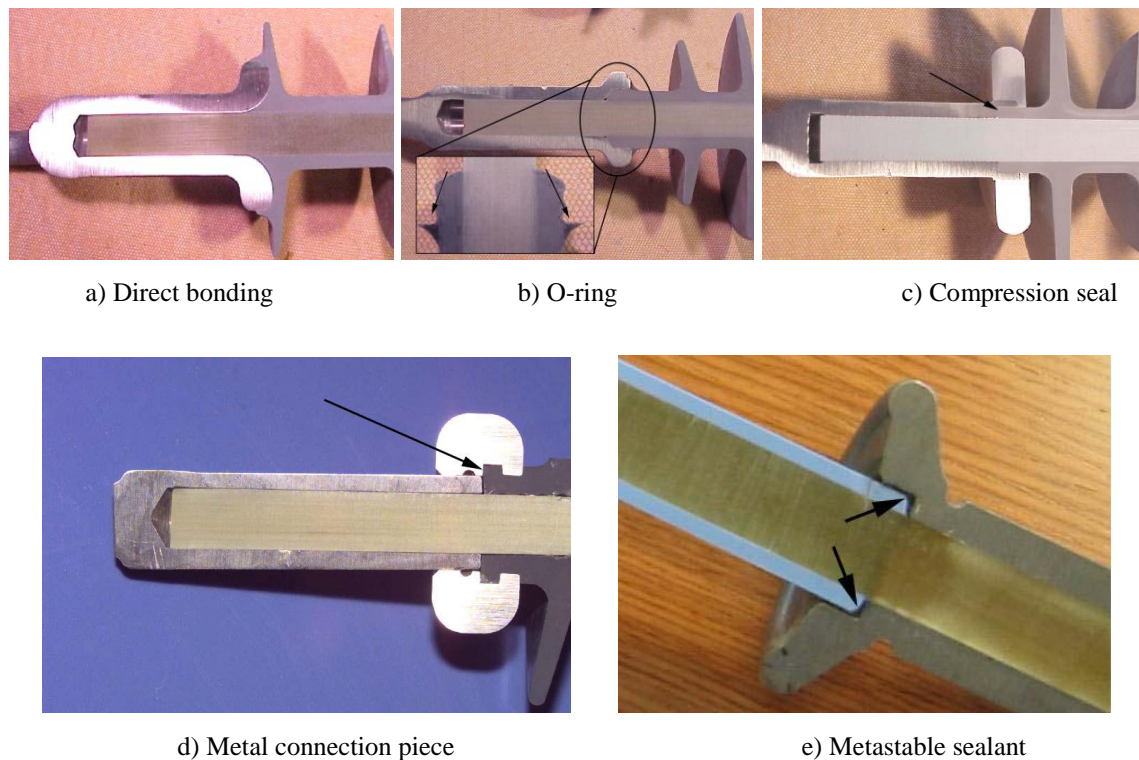 a) Direct bonding
b) O-ring
c) Compression seal
d) Metal connection piece
e) Metastable sealant